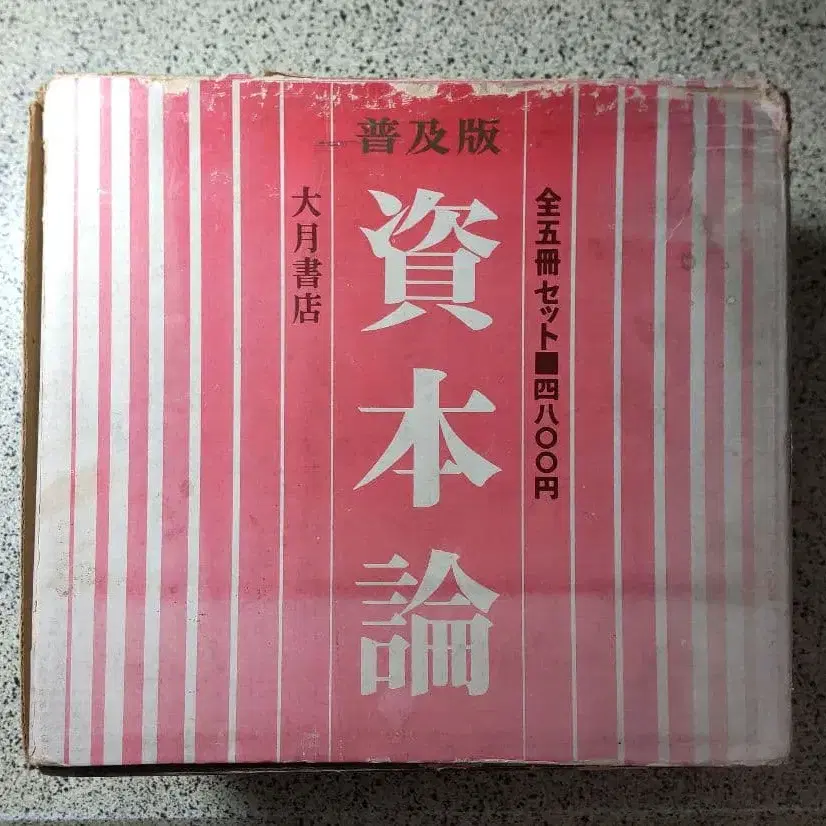 普及版
全五冊セット■四八〇〇円
資本論
大月書店